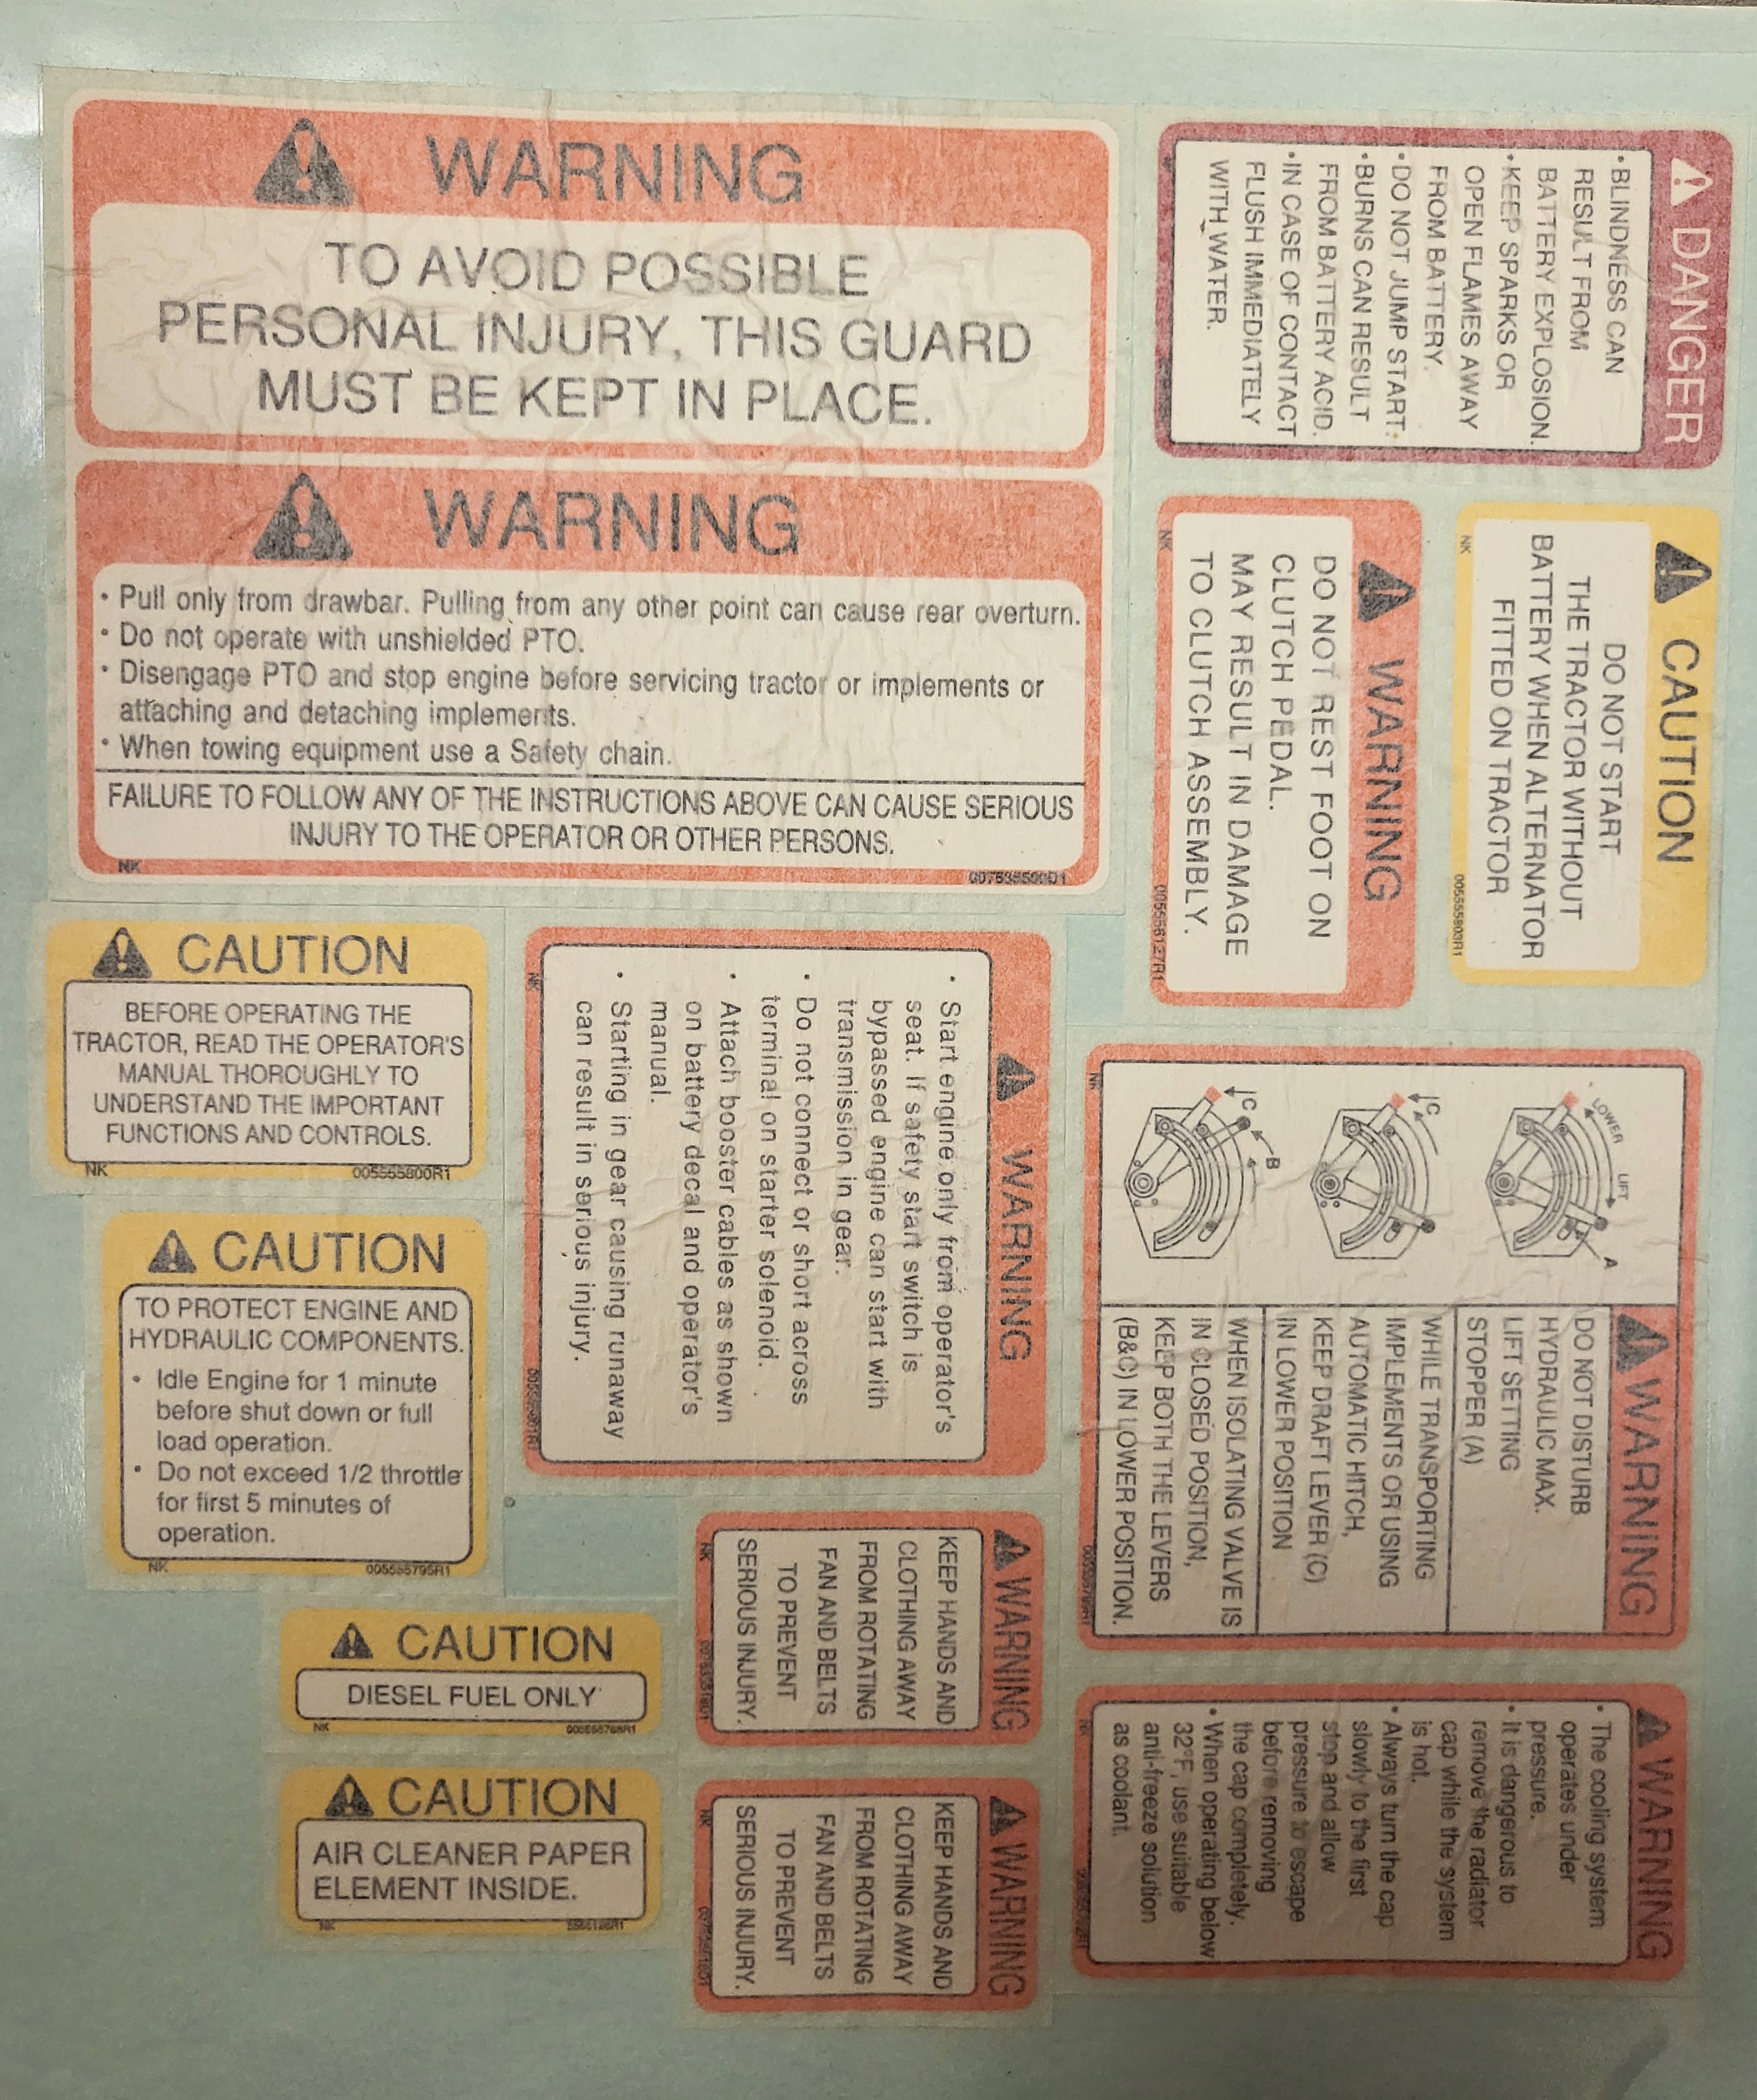 WARNING
TO AVOID POSSIBLE
PERSONAL INJURY, THIS GUARD
MUST BE KEPT IN PLACE.
WARNING
• Pull only from drawbar. Pulling from any other point can cause rear overturn.
• Do not operate with unshielded PTO.
• Disengage PTO and stop engine before servicing tractor or implements or
attaching and detaching implements.
• When towing equipment use a Safety chain.
FAILURE TO FOLLOW ANY OF THE INSTRUCTIONS ABOVE CAN CAUSE SERIOUS
INJURY TO THE OPERATOR OR OTHER PERSONS.
NK
DANGER
• BLINDNESS CAN
RESULT FROM
BATTERY EXPLOSION.
• KEEP SPARKS OR
OPEN FLAMES AWAY
FROM BATTERY.
• DO NOT JUMP START.
• BURNS CAN RESULT
FROM BATTERY ACID.
• IN CASE OF CONTACT
FLUSH IMMEDIATELY
WITH WATER.
CAUTION
DO NOT START
THE TRACTOR WITHOUT
BATTERY WHEN ALTERNATOR
FITTED ON TRACTOR
NK 005555803R1
WARNING
DO NOT REST FOOT ON
CLUTCH PEDAL.
MAY RESULT IN DAMAGE
TO CLUTCH ASSEMBLY.
NK 005556127R1
CAUTION
BEFORE OPERATING THE
TRACTOR, READ THE OPERATOR'S
MANUAL THOROUGHLY TO
UNDERSTAND THE IMPORTANT
FUNCTIONS AND CONTROLS.
NK 005555800R1
WARNING
• Start engine only from operator's
seat. If safety start switch is
bypassed engine can start with
transmission in gear.
• Do not connect or short across
terminal on starter solenoid.
• Attach booster cables as shown
on battery decal and operator's
manual.
• Starting in gear causing runaway
can result in serious injury.
NK
LOWER
LIFT
A
C
C
B
WARNING
DO NOT DISTURB
HYDRAULIC MAX.
LIFT SETTING
STOPPER (A)
WHILE TRANSPORTING
IMPLEMENTS OR USING
AUTOMATIC HITCH,
KEEP DRAFT LEVER (C)
IN LOWER POSITION
WHEN ISOLATING VALVE IS
IN CLOSED POSITION,
KEEP BOTH THE LEVERS
(B&C) IN LOWER POSITION.
NK
CAUTION
TO PROTECT ENGINE AND
HYDRAULIC COMPONENTS.
• Idle Engine for 1 minute
before shut down or full
load operation.
• Do not exceed 1/2 throttle
for first 5 minutes of
operation.
NK 005555795R1
WARNING
KEEP HANDS AND
CLOTHING AWAY
FROM ROTATING
FAN AND BELTS
TO PREVENT
SERIOUS INJURY.
NK
CAUTION
DIESEL FUEL ONLY
NK
WARNING
• The cooling system
operates under
pressure.
• It is dangerous to
remove the radiator
cap while the system
is hot.
• Always turn the cap
slowly to the first
stop and allow
pressure to escape
before removing
the cap completely.
• When operating below
32°F, use suitable
anti-freeze solution
as coolant.
NK
CAUTION
AIR CLEANER PAPER
ELEMENT INSIDE.
NK
WARNING
KEEP HANDS AND
CLOTHING AWAY
FROM ROTATING
FAN AND BELTS
TO PREVENT
SERIOUS INJURY.
NK